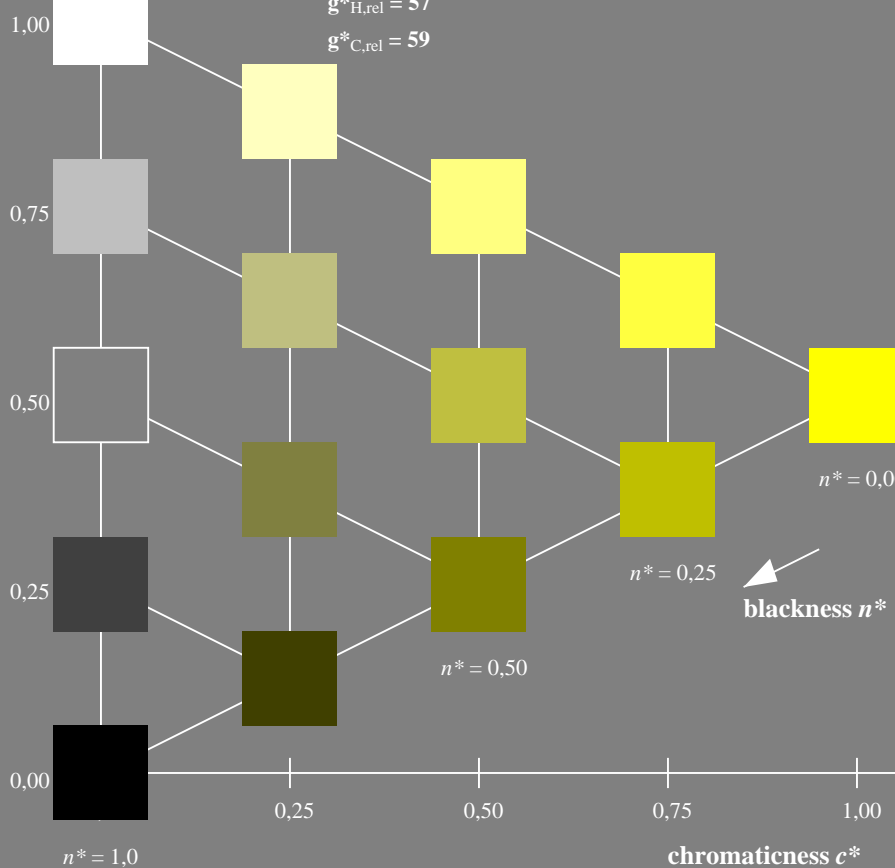 g*H,rel = 57
1,00
g*C,rel = 59
0,75
0,50
n* = 0,0
0,25
n* = 0,25
blackness n*
n* = 0,50
0,00
0,25
0,50
0,75
1,00
n* = 1,0
chromaticness c*